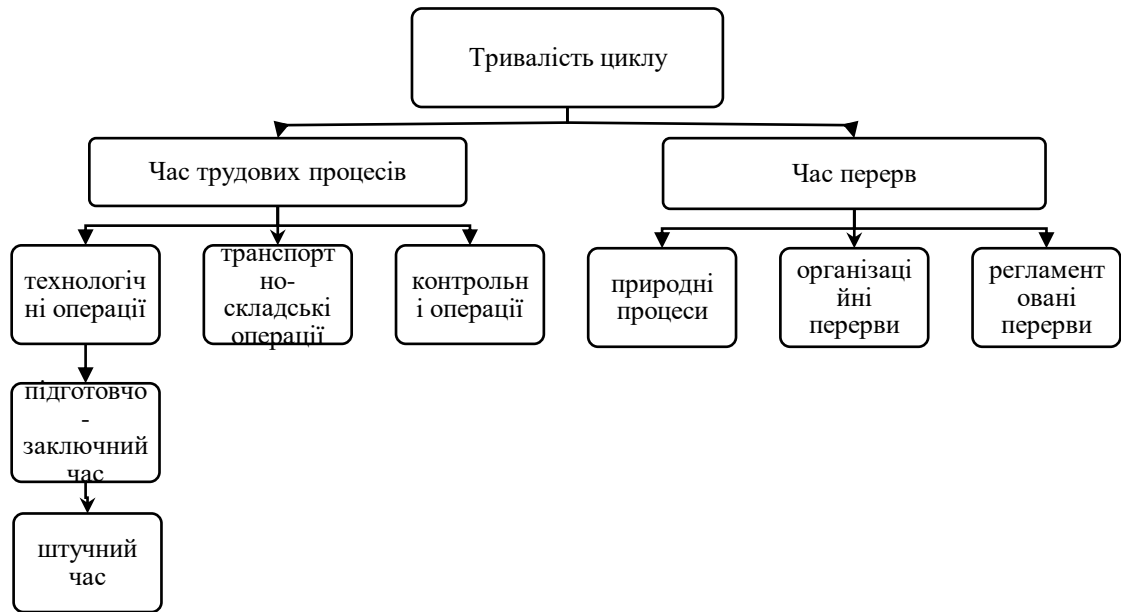 Тривалість циклу
Час трудових процесів
Час перерв
технологіч
ні операції
транспорт
но-
складські
операції
контрольн
і операції
природні
процеси
організаці
йні
перерви
регламент
овані
перерви
підготовчо
-
заключний
час
штучний
час